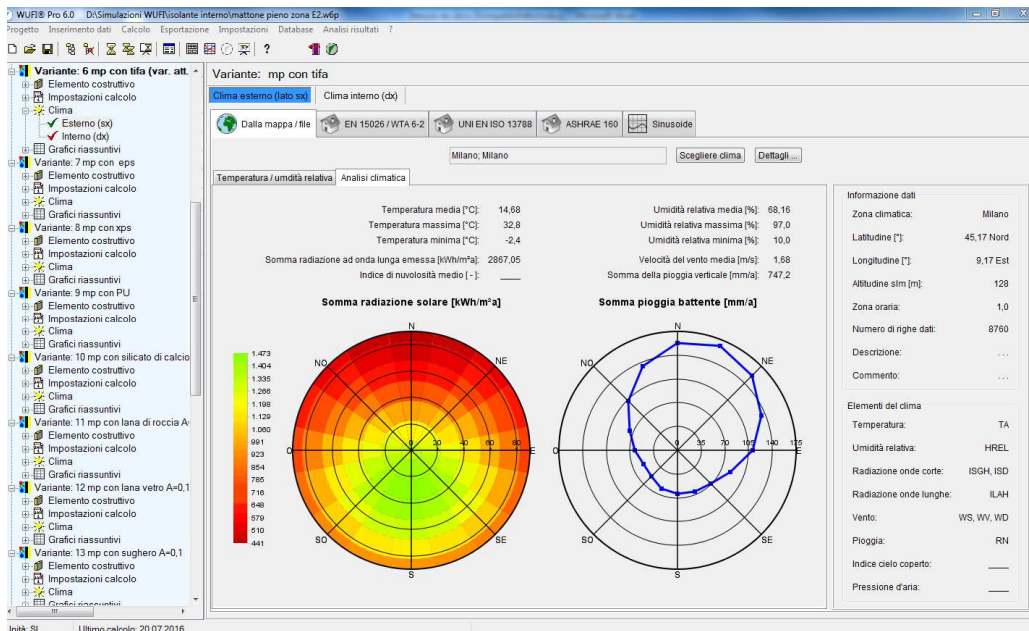 WUFI® Pro 6.0 D:\Simulazioni WUFI\isolante interno\mattone pieno zona E2.w6p
Progetto Inserimento dati Calcolo Esportazione Impostazioni Database Analisi risultati ?
Variante: 6 mp con tifa (var. att.
Elemento costruttivo
Impostazioni calcolo
Clima
Esterno (sx)
Interno (dx)
Grafici riassuntivi
Variante: 7 mp con eps
Elemento costruttivo
Impostazioni calcolo
Clima
Grafici riassuntivi
Variante: 8 mp con xps
Elemento costruttivo
Impostazioni calcolo
Clima
Grafici riassuntivi
Variante: 9 mp con PU
Elemento costruttivo
Impostazioni calcolo
Clima
Grafici riassuntivi
Variante: 10 mp con silicato di calcio
Elemento costruttivo
Impostazioni calcolo
Clima
Grafici riassuntivi
Variante: 11 mp con lana di roccia A
Elemento costruttivo
Impostazioni calcolo
Clima
Grafici riassuntivi
Variante: 12 mp con lana vetro A=0,1
Elemento costruttivo
Impostazioni calcolo
Clima
Grafici riassuntivi
Variante: 13 mp con sughero A=0,1
Elemento costruttivo
Impostazioni calcolo
Clima
Grafici riassuntivi
Variante: mp con tifa
Clima esterno (lato sx) Clima interno (dx)
Dalla mappa / file EN 15026 / WTA 6-2 UNI EN ISO 13788 ASHRAE 160 Sinusoide
Milano; Milano Scegliere clima Dettagli ...
Temperatura / umdità relativa Analisi climatica
Temperatura media [°C]: 14,68 Umidità relativa media [%]: 68,16
Temperatura massima [°C]: 32,8 Umidità relativa massima [%]: 97,0
Temperatura minima [°C]: -2,4 Umidità relativa minima [%]: 10,0
Somma radiazione ad onda lunga emessa [kWh/m²a]: 2867,05 Velocità del vento media [m/s]: 1,68
Indice di nuvolosità medio [ - ]: ____ Somma della pioggia verticale [mm/a]: 747,2
Somma radiazione solare [kWh/m²a] Somma pioggia battente [mm/a]
1.473
1.404
1.335
1.266
1.198
1.129
1.060
991
923
854
785
716
648
579
510
441
N
NO NE
O 0 20 40 60 80 E
SO SE
S
N
NO NE
O 0 35 70 105 140 175 E
SO SE
S
Informazione dati
Zona climatica: Milano
Latitudine [°]: 45,17 Nord
Longitudine [°]: 9,17 Est
Altitudine slm [m]: 128
Zona oraria: 1,0
Numero di righe dati: 8760
Descrizione: ...
Commento: ...
Elementi del clima
Temperatura: TA
Umidità relativa: HREL
Radiazione onde corte: ISGH, ISD
Radiazione onde lunghe: ILAH
Vento: WS, WV, WD
Pioggia: RN
Indice cielo coperto: ____
Pressione d'aria: ____
Unità: SI Ultimo calcolo: 20.07.2016